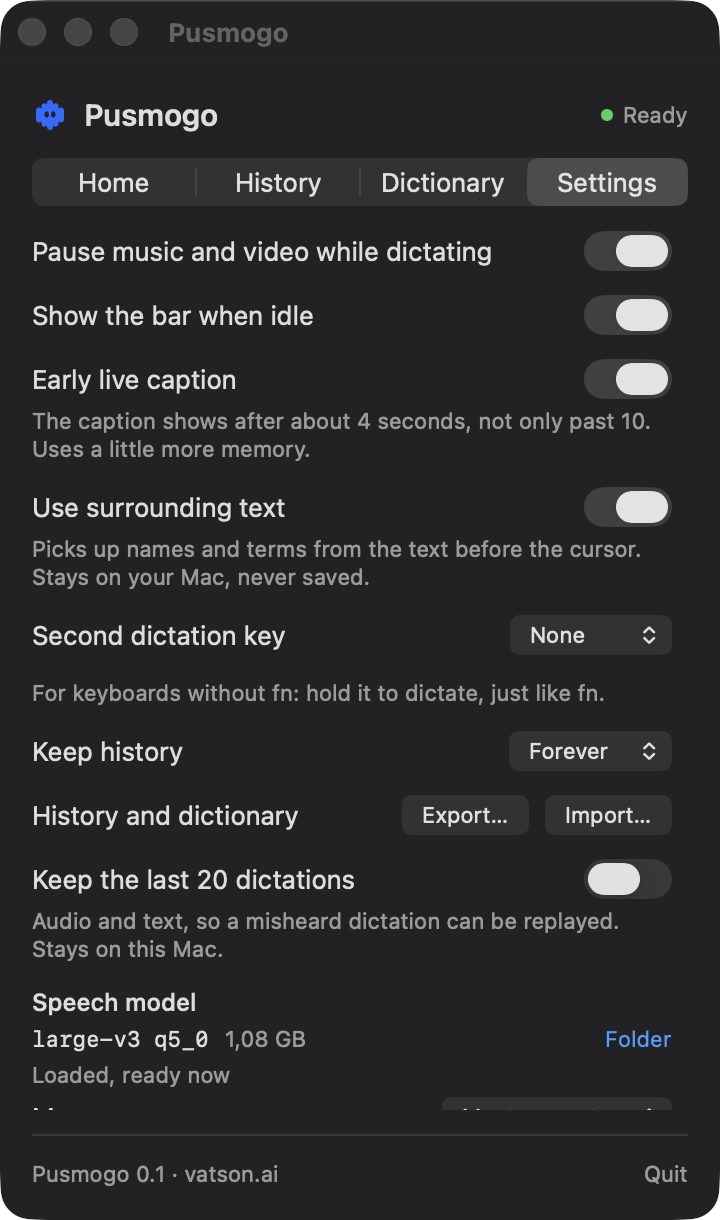 Pusmogo
Pusmogo
Ready
Home
History
Dictionary
Settings
Pause music and video while dictating
Show the bar when idle
Early live caption
The caption shows after about 4 seconds, not only past 10.
Uses a little more memory.
Use surrounding text
Picks up names and terms from the text before the cursor.
Stays on your Mac, never saved.
Second dictation key
None
For keyboards without fn: hold it to dictate, just like fn.
Keep history
Forever
History and dictionary
Export...
Import...
Keep the last 20 dictations
Audio and text, so a misheard dictation can be replayed.
Stays on this Mac.
Speech model
large-v3 q5_0 1,08 GB
Folder
Loaded, ready now
Pusmogo 0.1 · vatson.ai
Quit